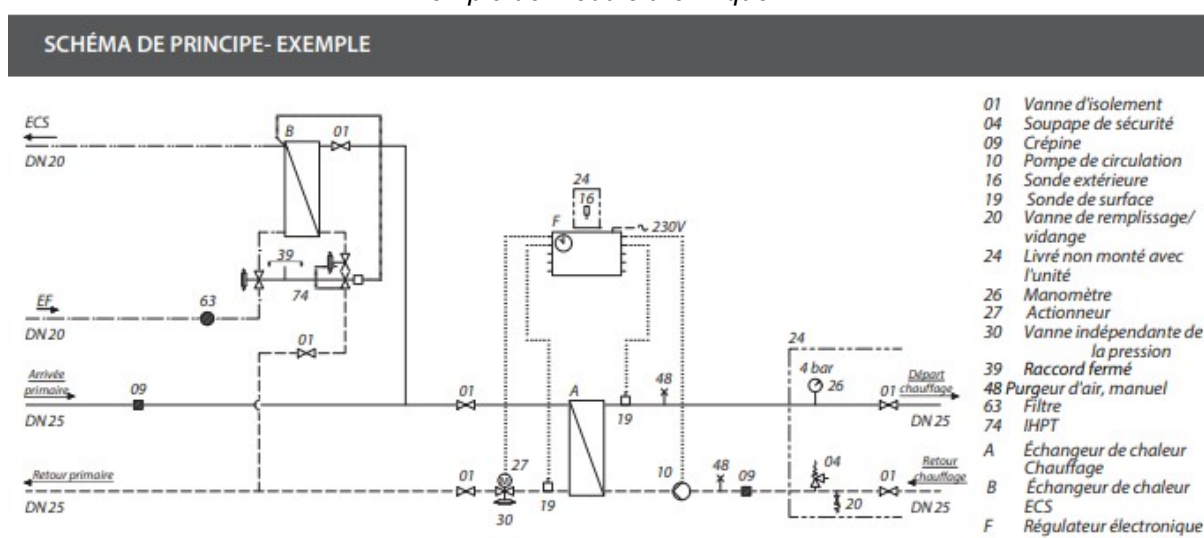 SCHÉMA DE PRINCIPE- EXEMPLE
ECS
DN 20
B
01
24
16
F
~ 230V
39
74
EF
63
DN 20
01
Arrivée
primaire
09
DN 25
01
A
19
48
24
4 bar
26
01
Départ
chauffage
DN 25
Retour primaire
DN 25
01
27
M
30
19
10
48
09
04
20
01
Retour
chauffage
DN 25
01 Vanne d'isolement
04 Soupape de sécurité
09 Crépine
10 Pompe de circulation
16 Sonde extérieure
19 Sonde de surface
20 Vanne de remplissage/
vidange
24 Livré non monté avec
l'unité
26 Manomètre
27 Actionneur
30 Vanne indépendante de
la pression
39 Raccord fermé
48 Purgeur d'air, manuel
63 Filtre
74 IHPT
A Échangeur de chaleur
Chauffage
B Échangeur de chaleur
ECS
F Régulateur électronique